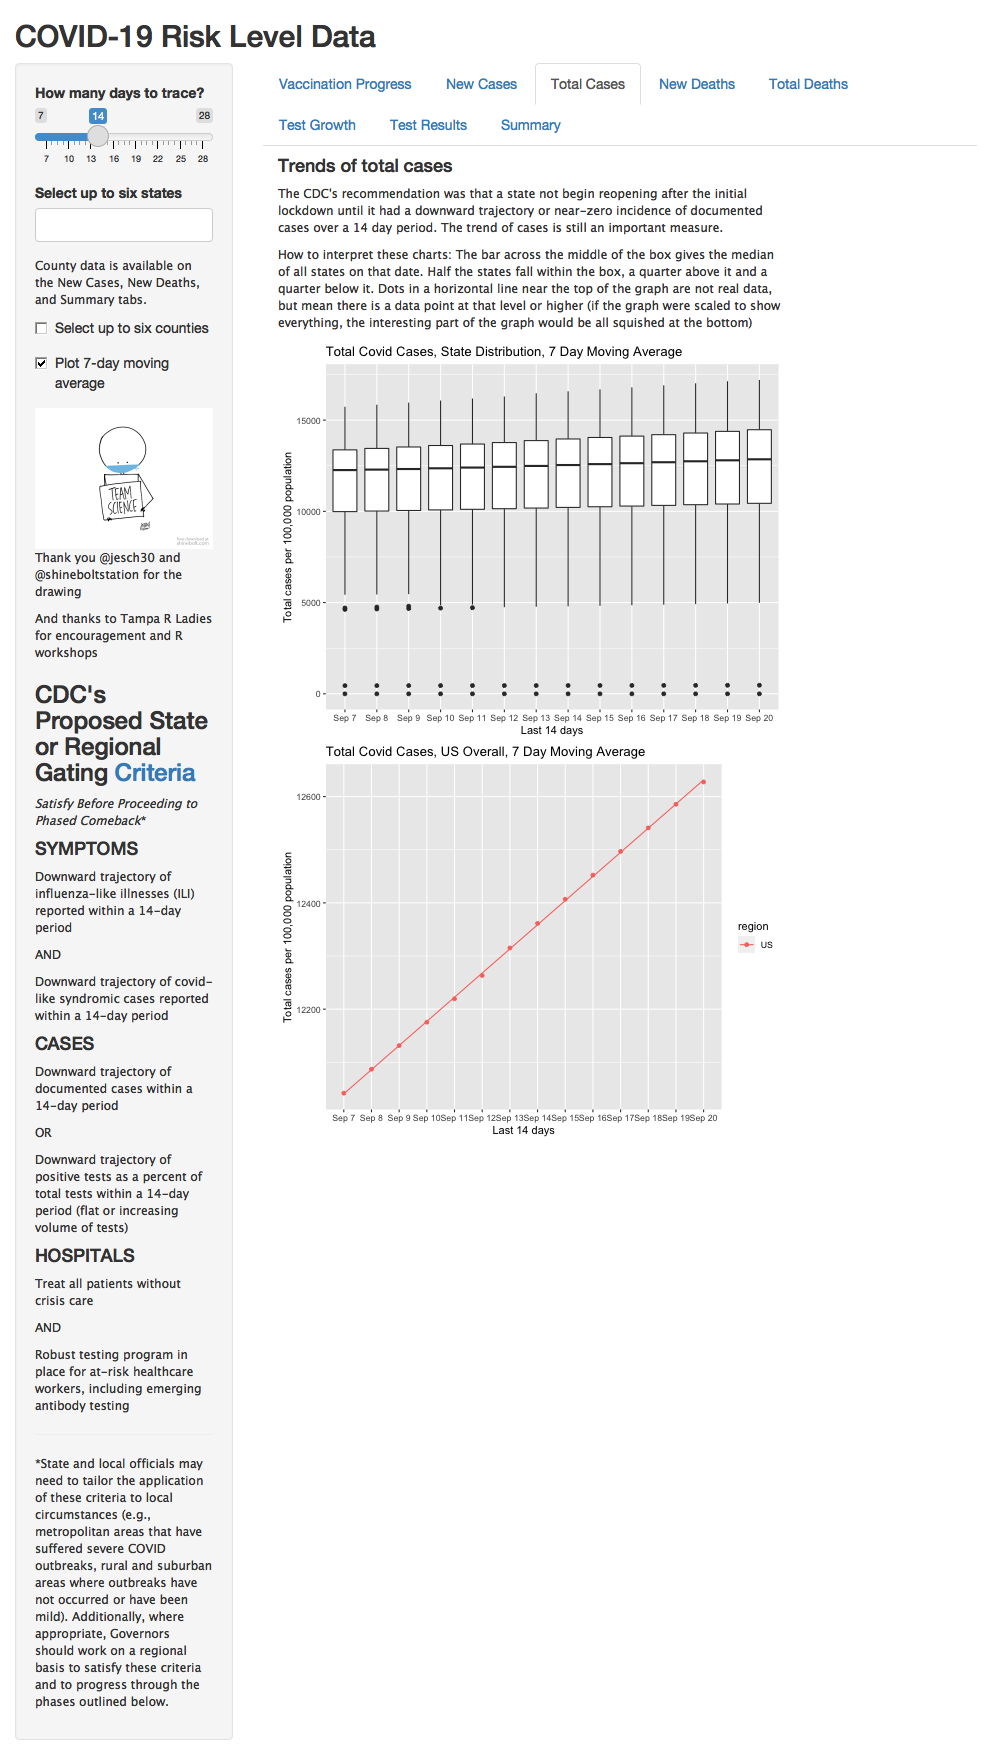 COVID-19 Risk Level Data
How many days to trace?
7
14
28
7 10 13 16 19 22 25 28
Select up to six states
County data is available on
the New Cases, New Deaths,
and Summary tabs.
Select up to six counties
Plot 7-day moving
average
TEAM
SCIENCE
Thank you @jesch30 and
@shineboltstation for the
drawing
And thanks to Tampa R Ladies
for encouragement and R
workshops
CDC's
Proposed State
or Regional
Gating Criteria
Satisfy Before Proceeding to
Phased Comeback*
SYMPTOMS
Downward trajectory of
influenza-like illnesses (ILI)
reported within a 14-day
period
AND
Downward trajectory of covid-
like syndromic cases reported
within a 14-day period
CASES
Downward trajectory of
documented cases within a
14-day period
OR
Downward trajectory of
positive tests as a percent of
total tests within a 14-day
period (flat or increasing
volume of tests)
HOSPITALS
Treat all patients without
crisis care
AND
Robust testing program in
place for at-risk healthcare
workers, including emerging
antibody testing
*State and local officials may
need to tailor the application
of these criteria to local
circumstances (e.g.,
metropolitan areas that have
suffered severe COVID
outbreaks, rural and suburban
areas where outbreaks have
not occurred or have been
mild). Additionally, where
appropriate, Governors
should work on a regional
basis to satisfy these criteria
and to progress through the
phases outlined below.
Vaccination Progress New Cases Total Cases New Deaths Total Deaths
Test Growth Test Results Summary
Trends of total cases
The CDC's recommendation was that a state not begin reopening after the initial
lockdown until it had a downward trajectory or near-zero incidence of documented
cases over a 14 day period. The trend of cases is still an important measure.
How to interpret these charts: The bar across the middle of the box gives the median
of all states on that date. Half the states fall within the box, a quarter above it and a
quarter below it. Dots in a horizontal line near the top of the graph are not real data,
but mean there is a data point at that level or higher (if the graph were scaled to show
everything, the interesting part of the graph would be all squished at the bottom)
Total Covid Cases, State Distribution, 7 Day Moving Average
Total cases per 100,000 population
15000
10000
5000
0
Sep 7 Sep 8 Sep 9 Sep 10 Sep 11 Sep 12 Sep 13 Sep 14 Sep 15 Sep 16 Sep 17 Sep 18 Sep 19 Sep 20
Last 14 days
Total Covid Cases, US Overall, 7 Day Moving Average
Total cases per 100,000 population
12600
12400
12200
Sep 7 Sep 8 Sep 9 Sep 10 Sep 11 Sep 12 Sep 13 Sep 14 Sep 15 Sep 16 Sep 17 Sep 18 Sep 19 Sep 20
Last 14 days
region
US